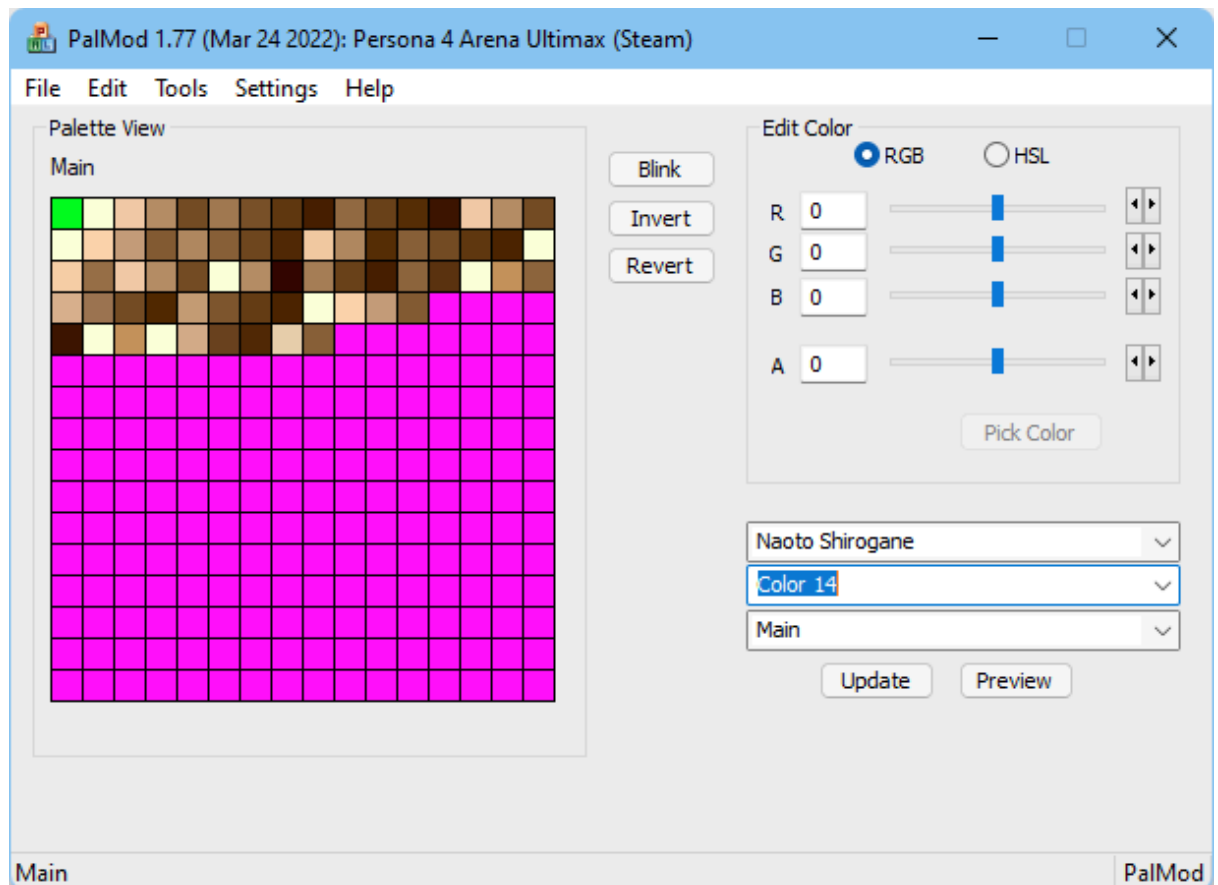 PalMod 1.77 (Mar 24 2022): Persona 4 Arena Ultimax (Steam)
File Edit Tools Settings Help
Palette View
Main
Blink
Invert
Revert
Edit Color
RGB HSL
R 0
G 0
B 0
A 0
Pick Color
Naoto Shirogane
Color 14
Main
Update Preview
Main PalMod